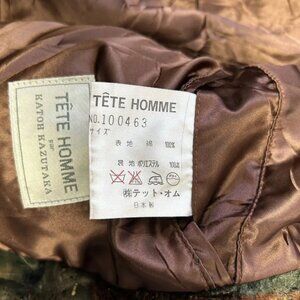 TÊTE HOMME
FOR
KATOH KAZUTAKA
TÊTE HOMME
NO.100463
サイズ
表地 綿 100%
裏地 ポリエステル 100%
㈱テット・オム
日本製